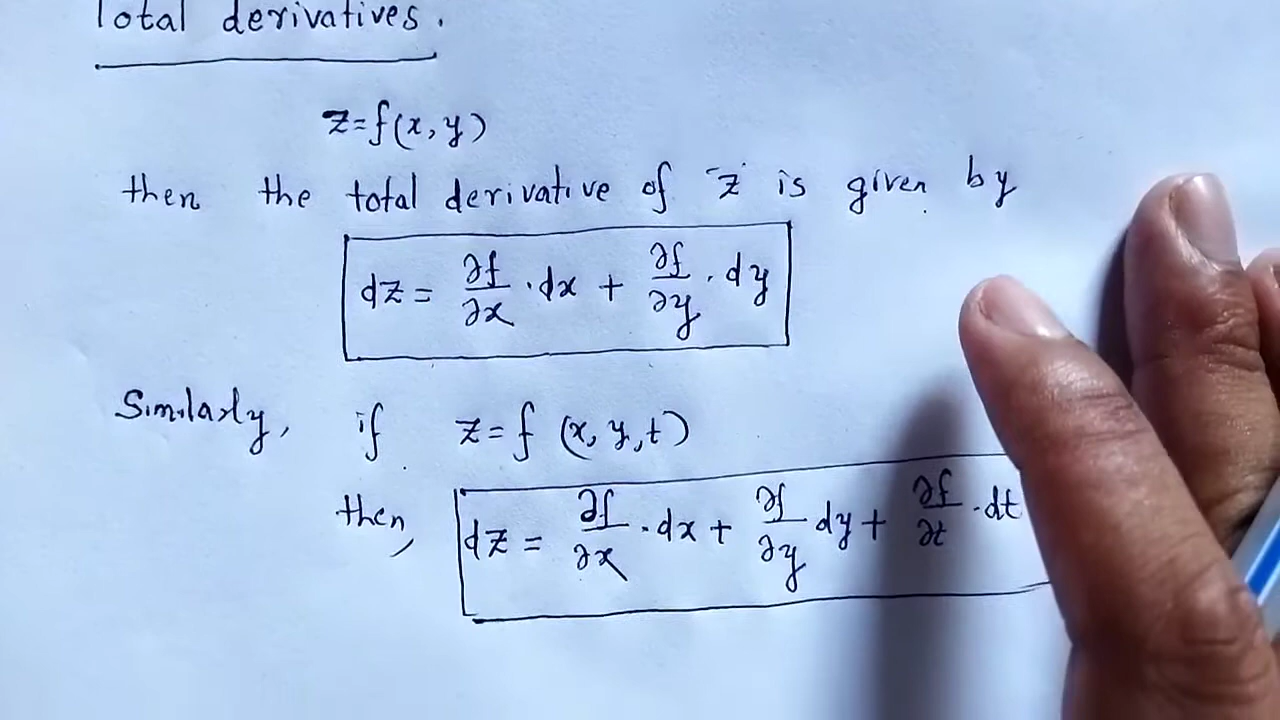 Total derivatives.
z=f(x,y)
then the total derivative of 'z' is given by
dz = ∂f/∂x · dx + ∂f/∂y · dy
Similarly, if z=f (x, y, t)
then, dz = ∂f/∂x · dx + ∂f/∂y dy + ∂f/∂t · dt